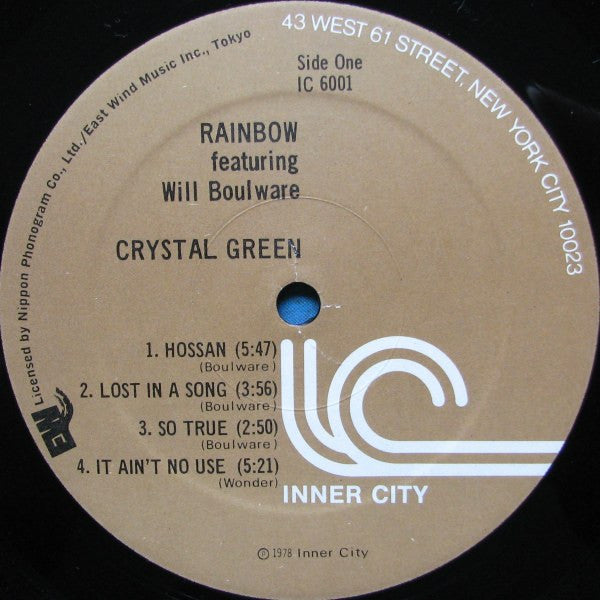 43 WEST 61 STREET, NEW YORK CITY 10023
Licensed by Nippon Phonogram Co., Ltd./East Wind Music Inc., Tokyo
Side One
IC 6001
RAINBOW
featuring
Will Boulware
CRYSTAL GREEN
1. HOSSAN (5:47)
(Boulware)
2. LOST IN A SONG (3:56)
(Boulware)
3. SO TRUE (2:50)
(Boulware)
4. IT AIN'T NO USE (5:21)
(Wonder)
INNER CITY
℗ 1978 Inner City